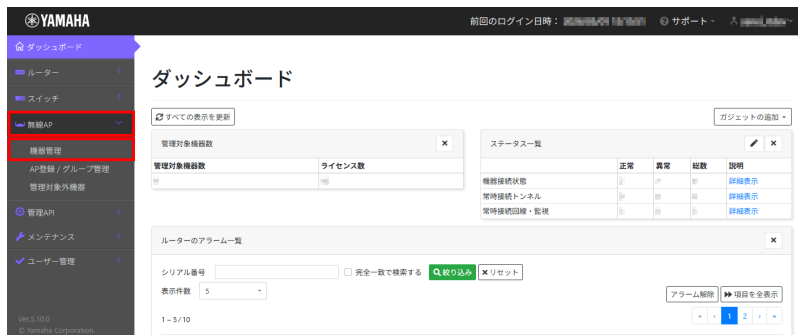 YAMAHA
前回のログイン日時：
サポート
ダッシュボード
ルーター
スイッチ
無線AP
機器管理
AP登録 / グループ管理
管理対象外機器
管理API
メンテナンス
ユーザー管理
Ver.5.10.0
© Yamaha Corporation.
ダッシュボード
すべての表示を更新
ガジェットの追加
管理対象機器数
管理対象機器数 ライセンス数
ステータス一覧
正常 異常 総数 説明
機器接続状態 詳細表示
常時接続トンネル 詳細表示
常時接続回線・監視 詳細表示
ルーターのアラーム一覧
シリアル番号 完全一致で検索する 絞り込み リセット
表示件数 5
アラーム解除 項目を全表示
1 – 5 / 10
« ‹ 1 2 › »